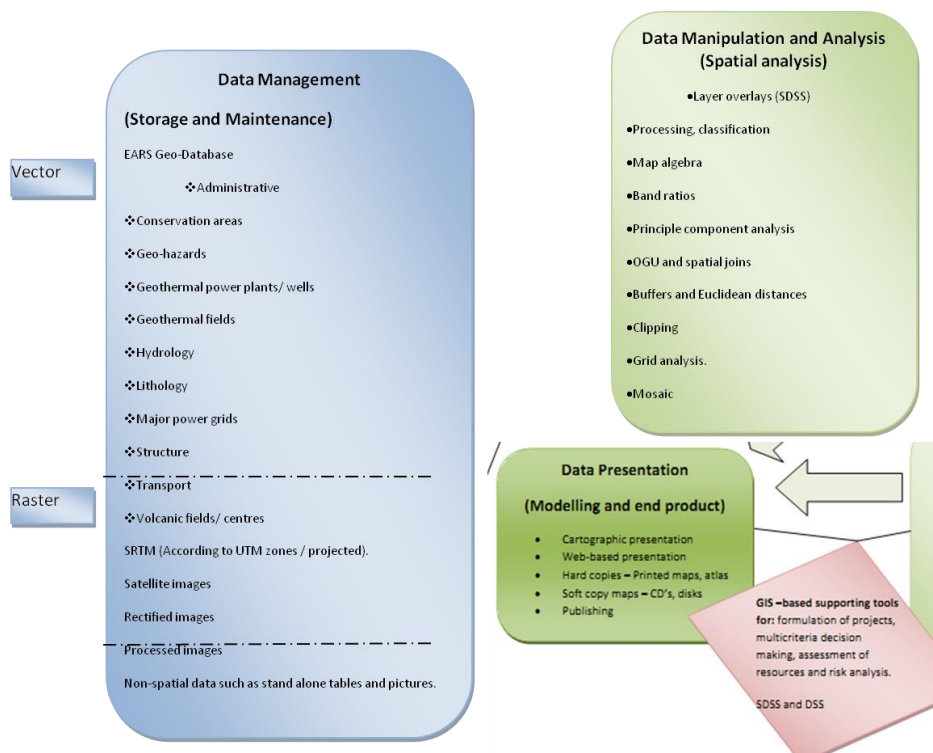 Vector
Raster
Data Management
(Storage and Maintenance)
EARS Geo-Database
❖Administrative
❖Conservation areas
❖Geo-hazards
❖Geothermal power plants/ wells
❖Geothermal fields
❖Hydrology
❖Lithology
❖Major power grids
❖Structure
❖Transport
❖Volcanic fields/ centres
SRTM (According to UTM zones / projected).
Satellite images
Rectified images
Processed images
Non-spatial data such as stand alone tables and pictures.
Data Manipulation and Analysis
(Spatial analysis)
•Layer overlays (SDSS)
•Processing, classification
•Map algebra
•Band ratios
•Principle component analysis
•OGU and spatial joins
•Buffers and Euclidean distances
•Clipping
•Grid analysis.
•Mosaic
Data Presentation
(Modelling and end product)
• Cartographic presentation
• Web-based presentation
• Hard copies – Printed maps, atlas
• Soft copy maps – CD's, disks
• Publishing
GIS –based supporting tools
for: formulation of projects,
multicriteria decision
making, assessment of
resources and risk analysis.
SDSS and DSS